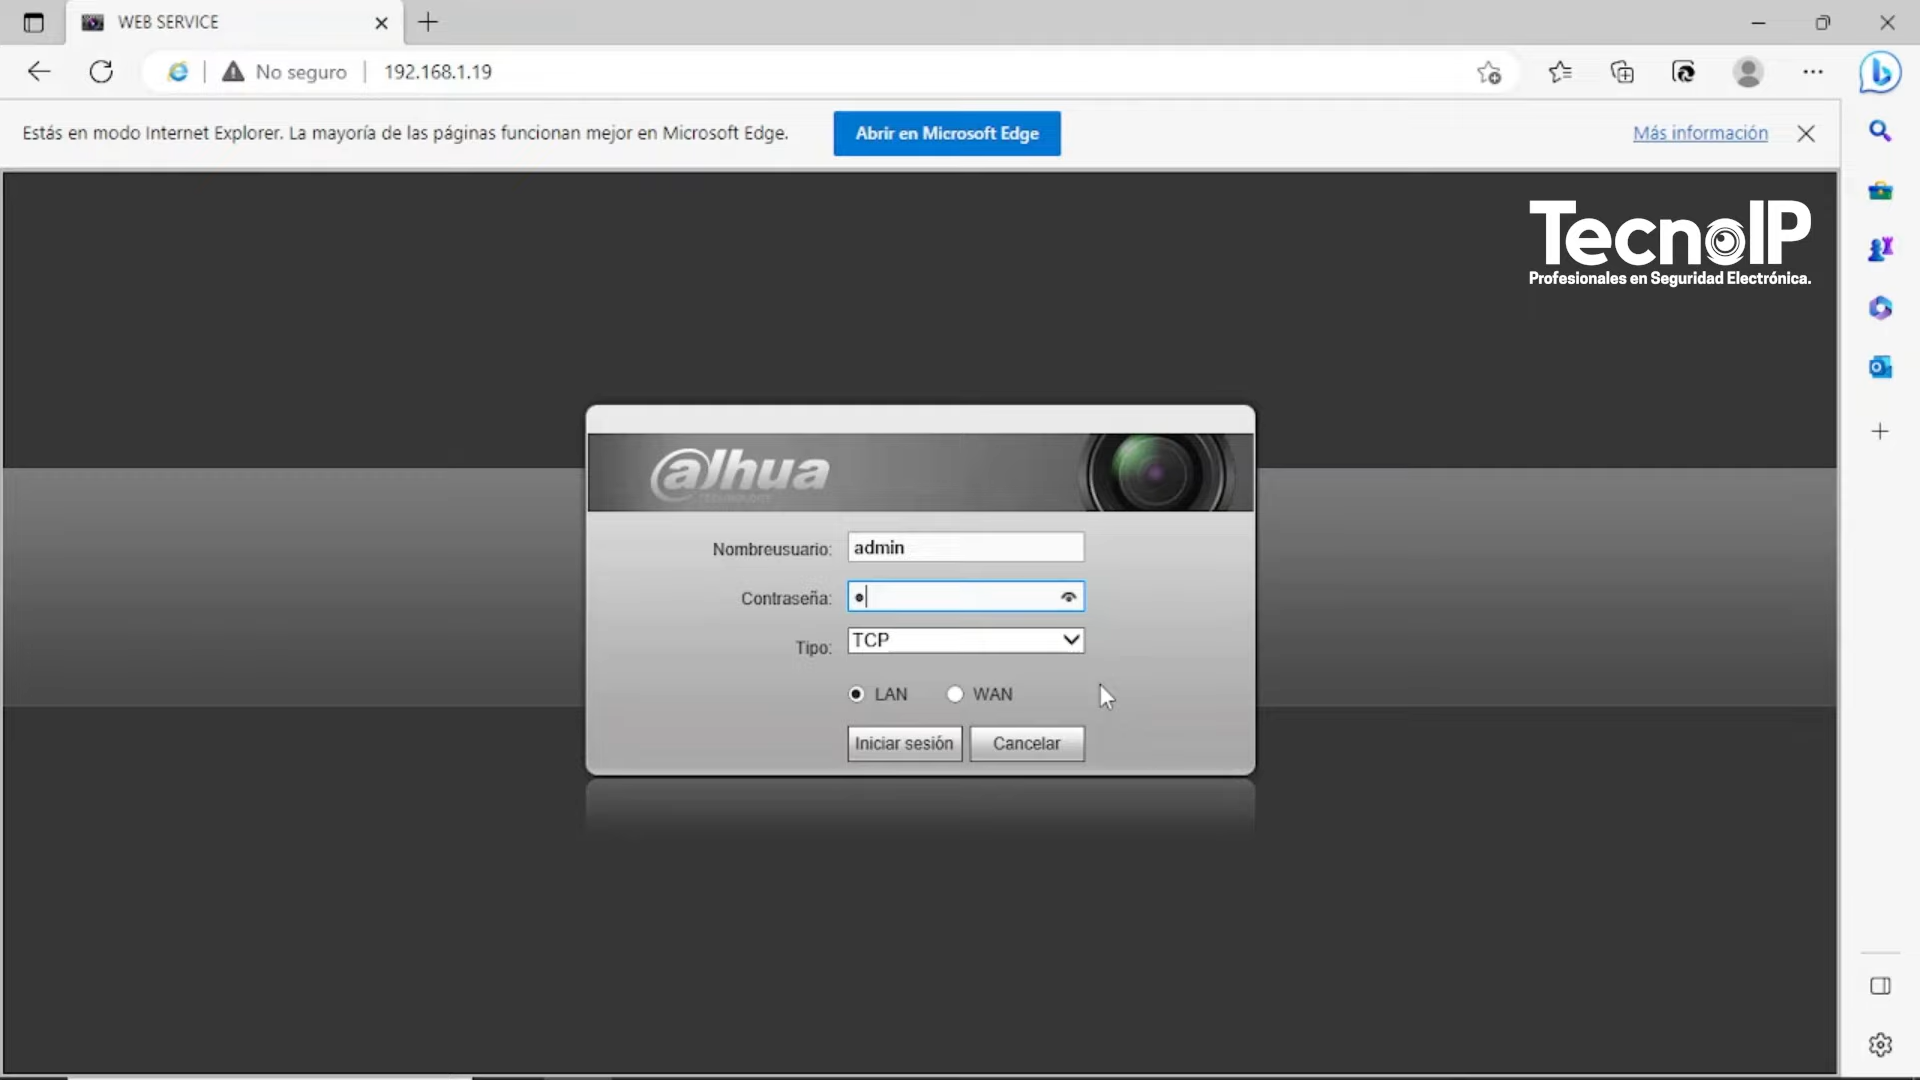 WEB SERVICE
No seguro
192.168.1.19
Estás en modo Internet Explorer. La mayoría de las páginas funcionan mejor en Microsoft Edge.
Abrir en Microsoft Edge
Más información
TecnoIP
Profesionales en Seguridad Electrónica.
alhua
TECHNOLOGY
Nombreusuario:
admin
Contraseña:
Tipo:
TCP
LAN
WAN
Iniciar sesión
Cancelar